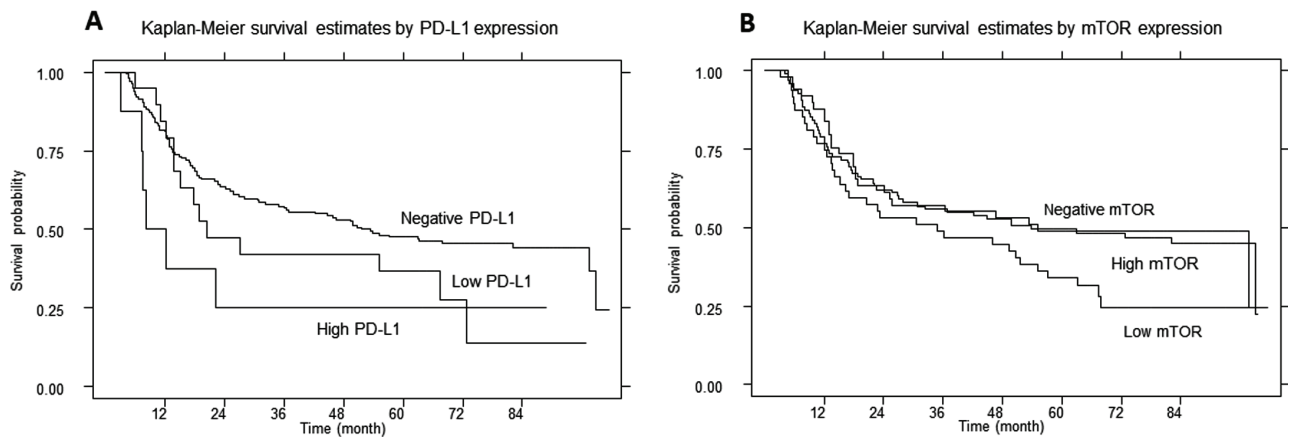 A
Kaplan-Meier survival estimates by PD-L1 expression
1.00
0.75
0.50
0.25
0.00
Survival probability
Negative PD-L1
Low PD-L1
High PD-L1
12 24 36 48 60 72 84
Time (month)
B
Kaplan-Meier survival estimates by mTOR expression
1.00
0.75
0.50
0.25
0.00
Survival probability
Negative mTOR
High mTOR
Low mTOR
12 24 36 48 60 72 84
Time (month)